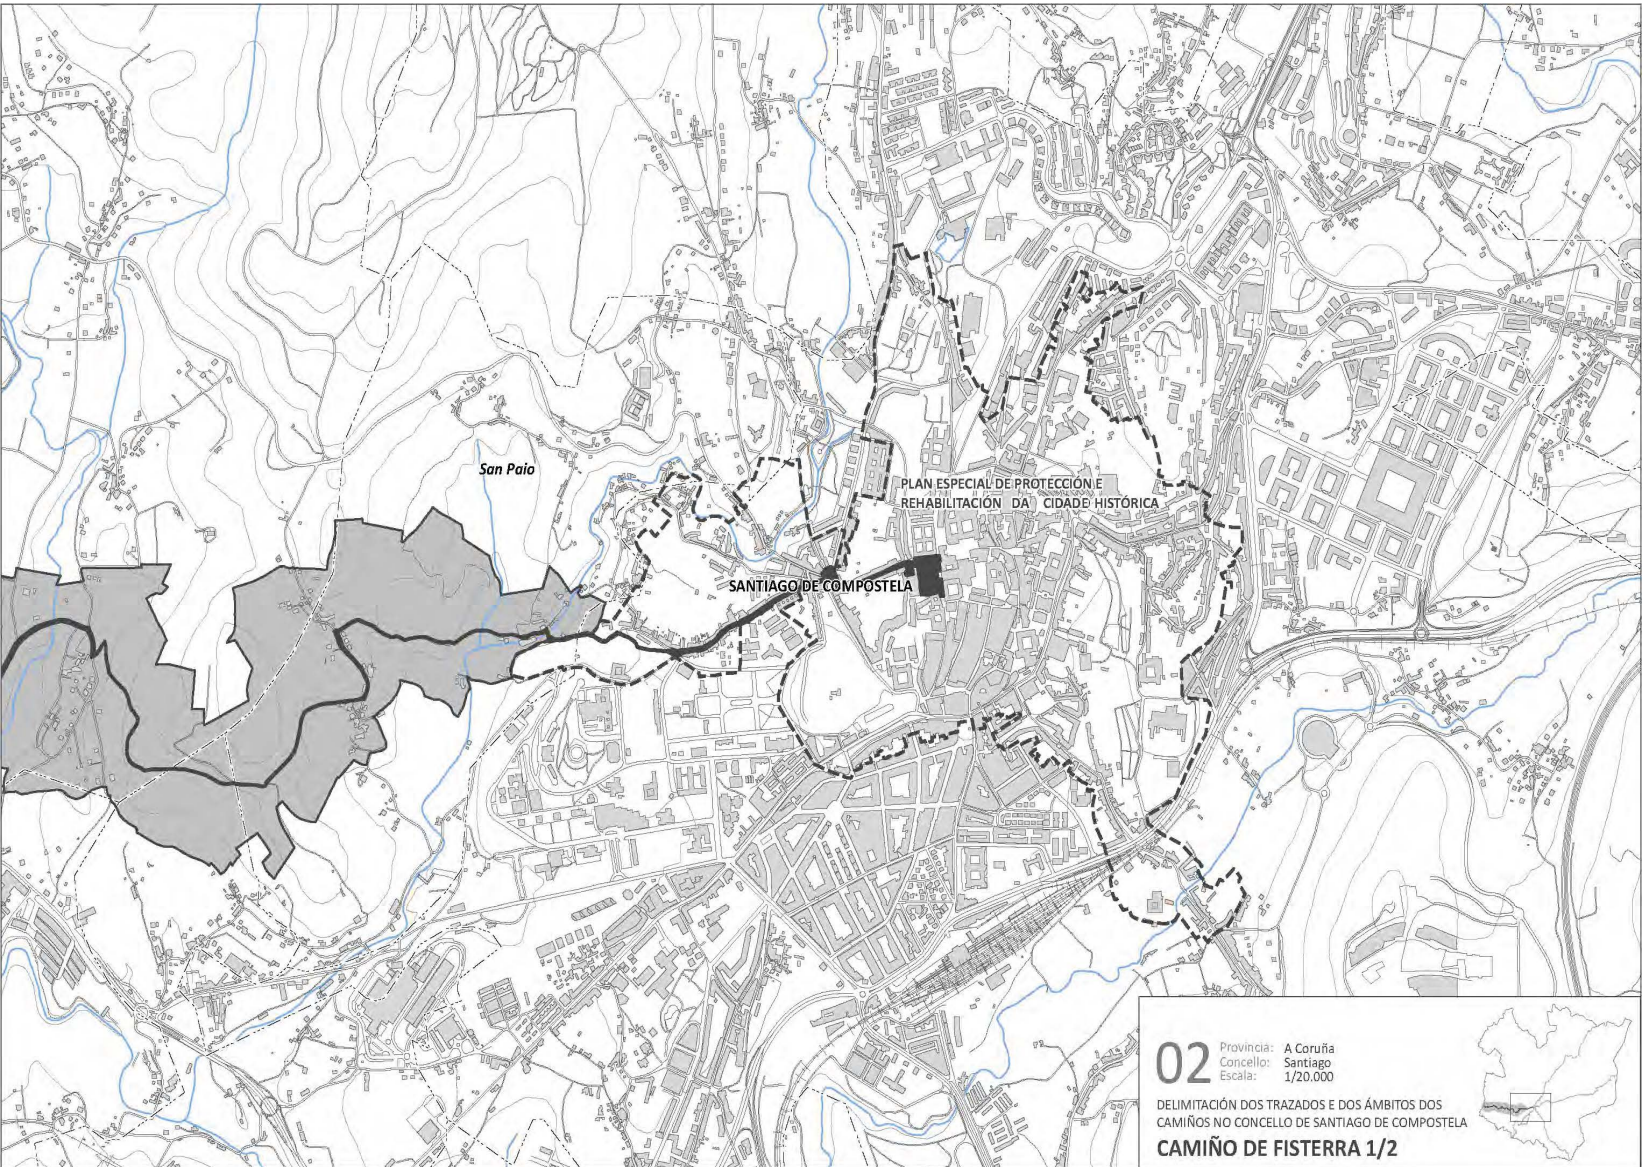 San Paio
PLAN ESPECIAL DE PROTECCIÓN E
REHABILITACIÓN DA CIDADE HISTÓRICA
SANTIAGO DE COMPOSTELA
02
Provincia: A Coruña
Concello: Santiago
Escala: 1/20.000
DELIMITACIÓN DOS TRAZADOS E DOS ÁMBITOS DOS
CAMIÑOS NO CONCELLO DE SANTIAGO DE COMPOSTELA
CAMIÑO DE FISTERRA 1/2